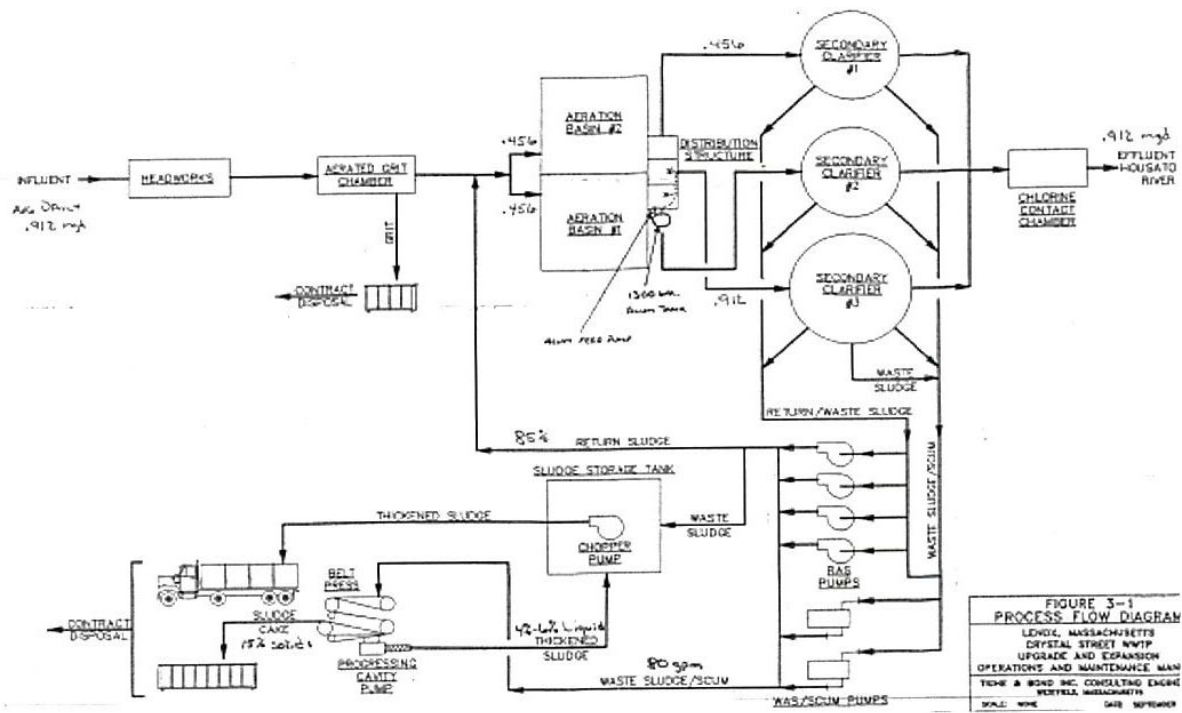 .456
SECONDARY
CLARIFIER
#1
AERATION
BASIN #2
.456
DISTRIBUTION
STRUCTURE
SECONDARY
CLARIFIER
#2
.912 mgd
EFFLUENT
HOUSATO
RIVER
INFLUENT
HEADWORKS
AERATED GRIT
CHAMBER
.912 mgd
.456
AERATION
BASIN #1
CHLORINE
CONTACT
CHAMBER
GRIT
CONTRACT
DISPOSAL
1300 GAL.
ALUM TANK
.912
SECONDARY
CLARIFIER
#3
ALUM FEED PUMP
WASTE
SLUDGE
RETURN/WASTE SLUDGE
85%
RETURN SLUDGE
WASTE SLUDGE/SCUM
SLUDGE STORAGE TANK
THICKENED SLUDGE
WASTE
SLUDGE
CHOPPER
PUMP
RAS
PUMPS
BELT
PRESS
CONTRACT
DISPOSAL
SLUDGE
CAKE
15% solids
4%-6% Liquid
THICKENED
SLUDGE
PROGRESSING
CAVITY
PUMP
80 gpm
WASTE SLUDGE/SCUM
WAS/SCUM PUMPS
FIGURE 3-1
PROCESS FLOW DIAGRAM
LENOX, MASSACHUSETTS
CRYSTAL STREET WWTP
UPGRADE AND EXPANSION
OPERATIONS AND MAINTENANCE MAN
TIGHE & BOND INC. CONSULTING ENGINE
WESTFIELD, MASSACHUSETTS
SCALE: NONE
DATE SEPTEMBER